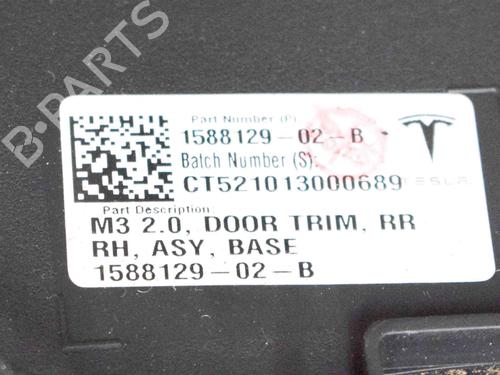 B-PARTS
Part Number (P):
1588129-02-B
Batch Number (S):
CT521013000689
TESLA
Part Description:
M3 2.0, DOOR TRIM, RR
RH, ASY, BASE
1588129-02-B